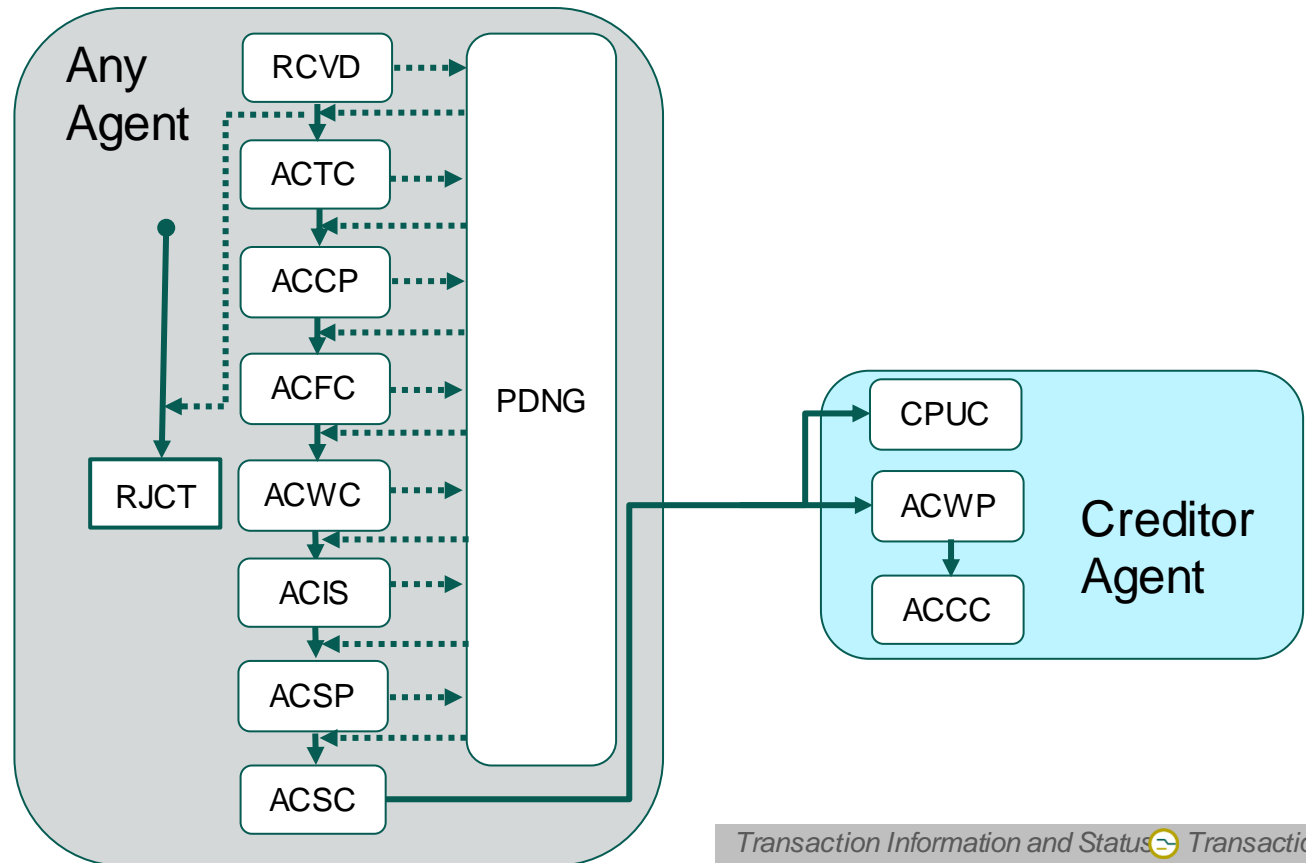 Any
Agent
RCVD
ACTC
ACCP
ACFC
ACWC
ACIS
ACSP
ACSC
PDNG
RJCT
CPUC
ACWP
ACCC
Creditor
Agent
Transaction Information and Status